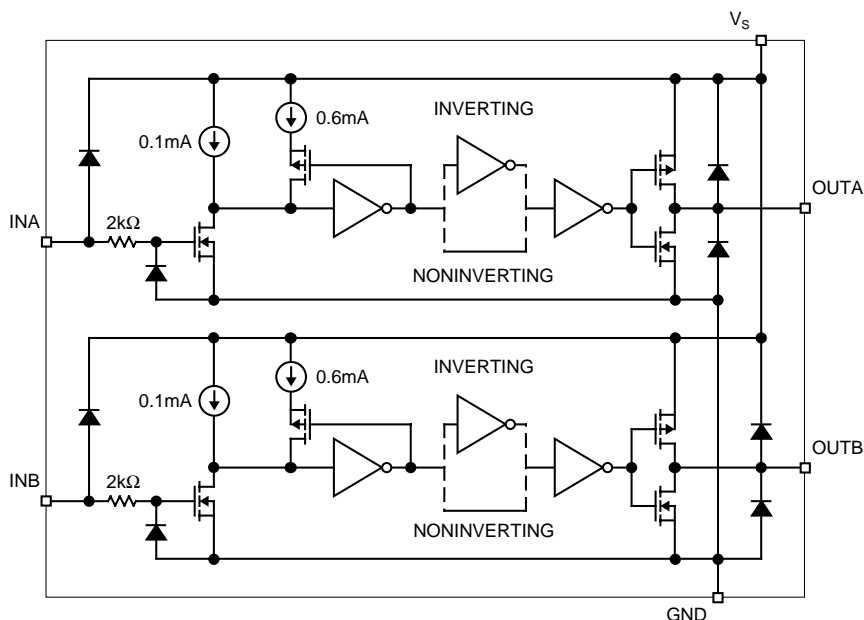 V_S
INVERTING
0.6mA
0.1mA
OUTA
INA
2kΩ
NONINVERTING
INVERTING
0.6mA
0.1mA
OUTB
INB
2kΩ
NONINVERTING
GND